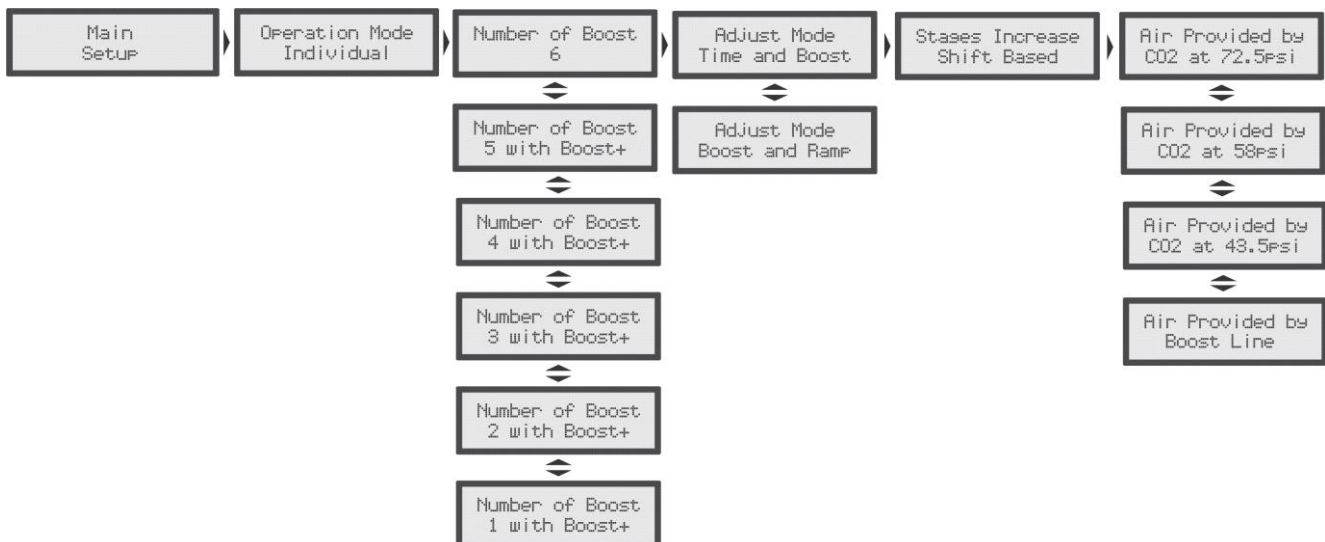 Main
Setup
Operation Mode
Individual
Number of Boost
6
Adjust Mode
Time and Boost
Stages Increase
Shift Based
Air Provided by
CO2 at 72.5psi
Number of Boost
5 with Boost+
Adjust Mode
Boost and Ramp
Air Provided by
CO2 at 58psi
Number of Boost
4 with Boost+
Air Provided by
CO2 at 43.5psi
Number of Boost
3 with Boost+
Air Provided by
Boost Line
Number of Boost
2 with Boost+
Number of Boost
1 with Boost+